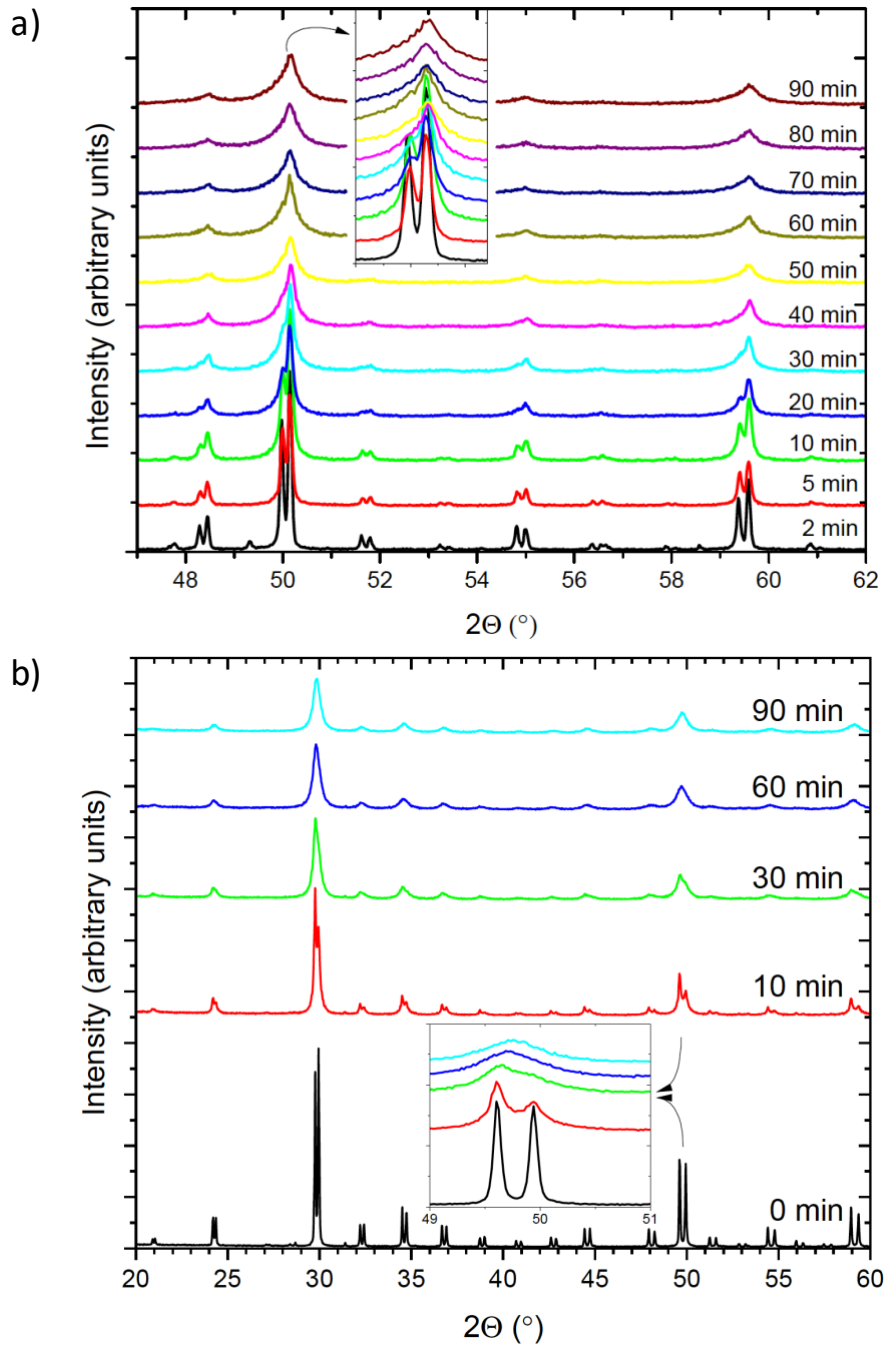 a)
Intensity (arbitrary units)
90 min
80 min
70 min
60 min
50 min
40 min
30 min
20 min
10 min
5 min
2 min
48 50 52 54 56 58 60 62
2Θ (°)
b)
Intensity (arbitrary units)
90 min
60 min
30 min
10 min
0 min
49 50 51
20 25 30 35 40 45 50 55 60
2Θ (°)